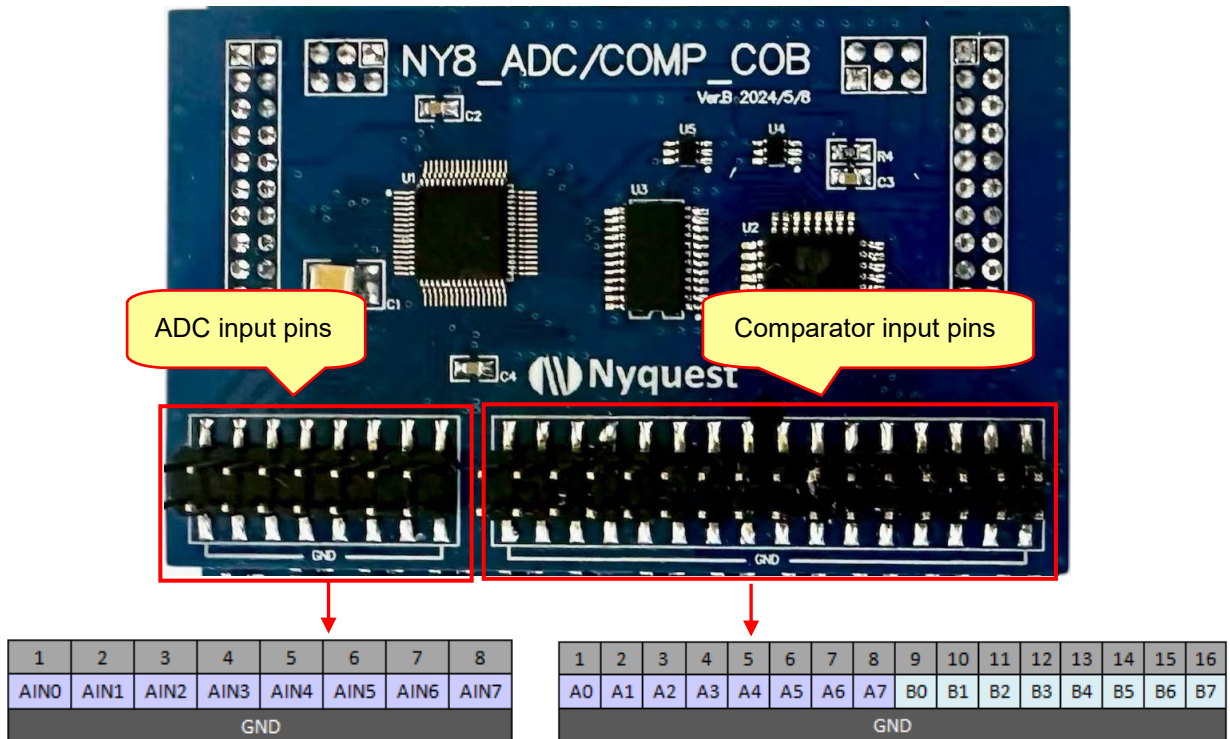 NY8_ADC/COMP_COB
Ver.B 2024/5/8
C2
U5
U4
R4
C3
U1
U3
U2
C1
ADC input pins
Comparator input pins
C4
Nyquest
GND
GND
1 2 3 4 5 6 7 8
AIN0 AIN1 AIN2 AIN3 AIN4 AIN5 AIN6 AIN7
GND
1 2 3 4 5 6 7 8 9 10 11 12 13 14 15 16
A0 A1 A2 A3 A4 A5 A6 A7 B0 B1 B2 B3 B4 B5 B6 B7
GND